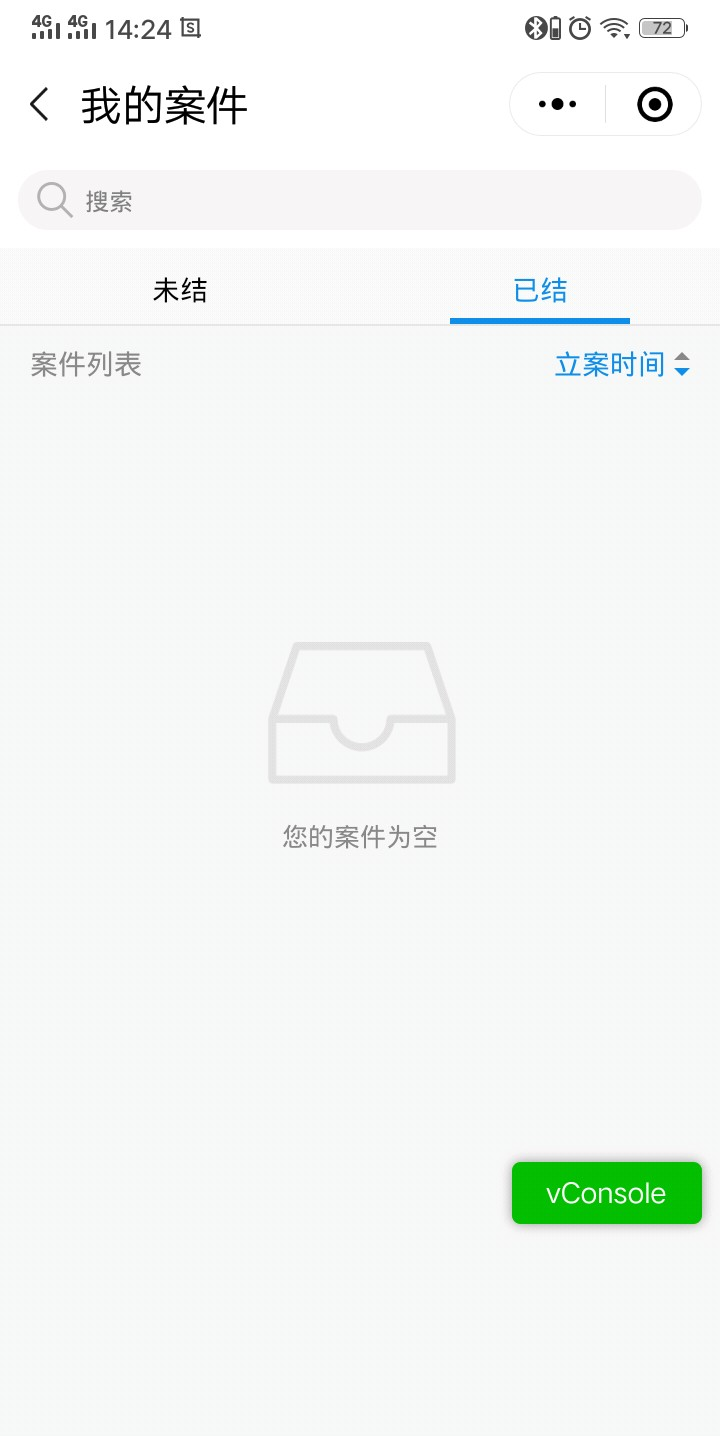 4G 4G 14:24 72
我的案件
搜索
未结 已结
案件列表 立案时间
您的案件为空
vConsole